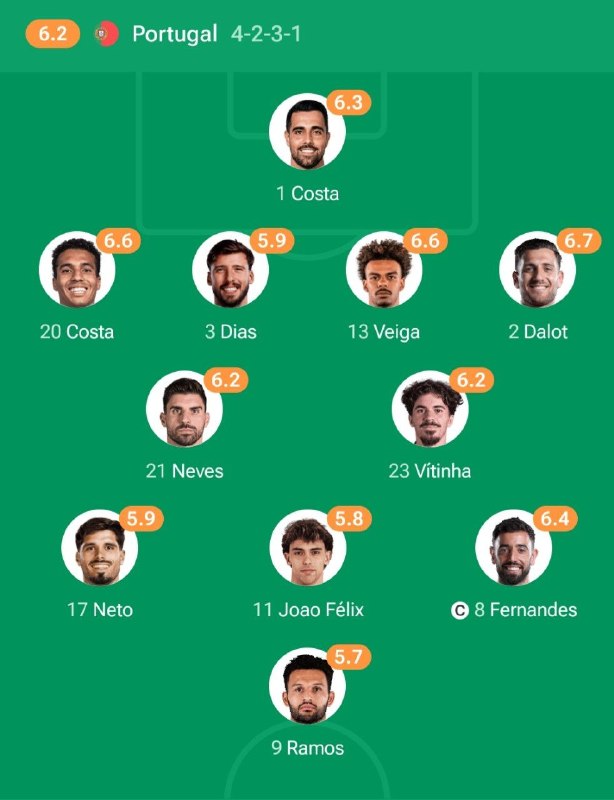 6.2 Portugal 4-2-3-1
6.3
1 Costa
6.6 5.9 6.6 6.7
20 Costa 3 Dias 13 Veiga 2 Dalot
6.2 6.2
21 Neves 23 Vítinha
5.9 5.8 6.4
17 Neto 11 Joao Félix C 8 Fernandes
5.7
9 Ramos